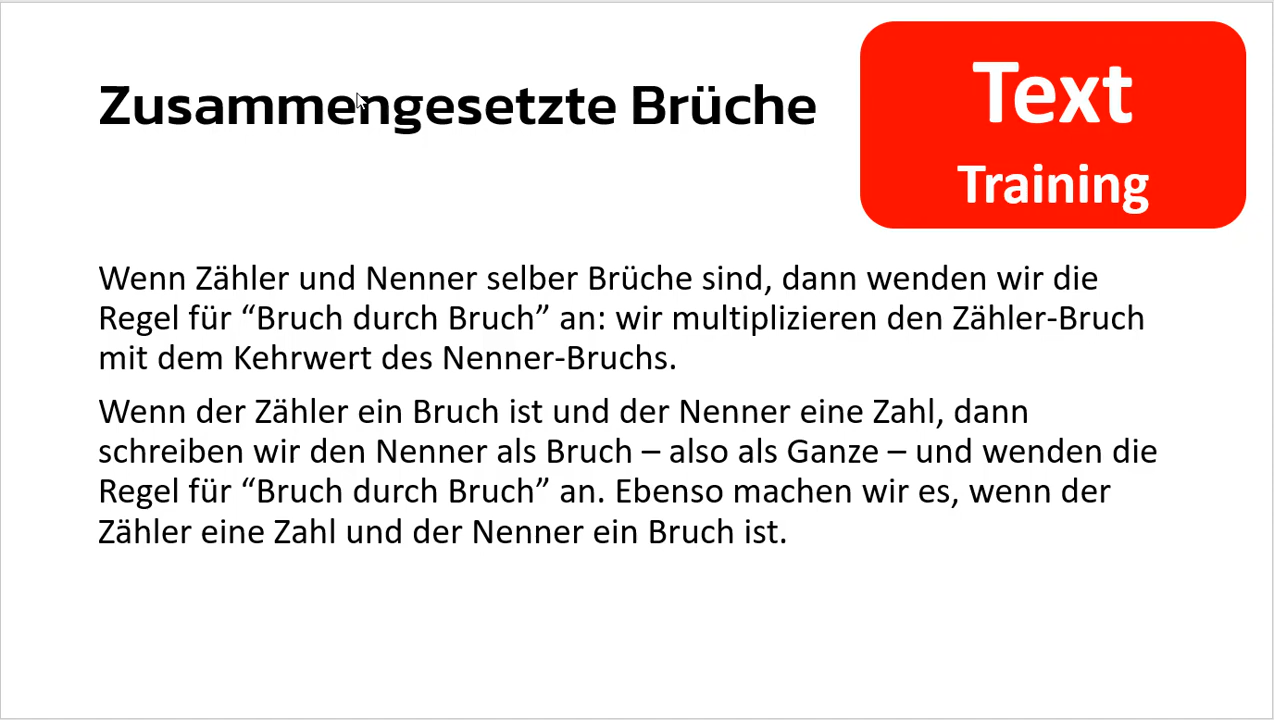 Zusammengesetzte Brüche
Text
Training
Wenn Zähler und Nenner selber Brüche sind, dann wenden wir die
Regel für “Bruch durch Bruch” an: wir multiplizieren den Zähler-Bruch
mit dem Kehrwert des Nenner-Bruchs.
Wenn der Zähler ein Bruch ist und der Nenner eine Zahl, dann
schreiben wir den Nenner als Bruch – also als Ganze – und wenden die
Regel für “Bruch durch Bruch” an. Ebenso machen wir es, wenn der
Zähler eine Zahl und der Nenner ein Bruch ist.